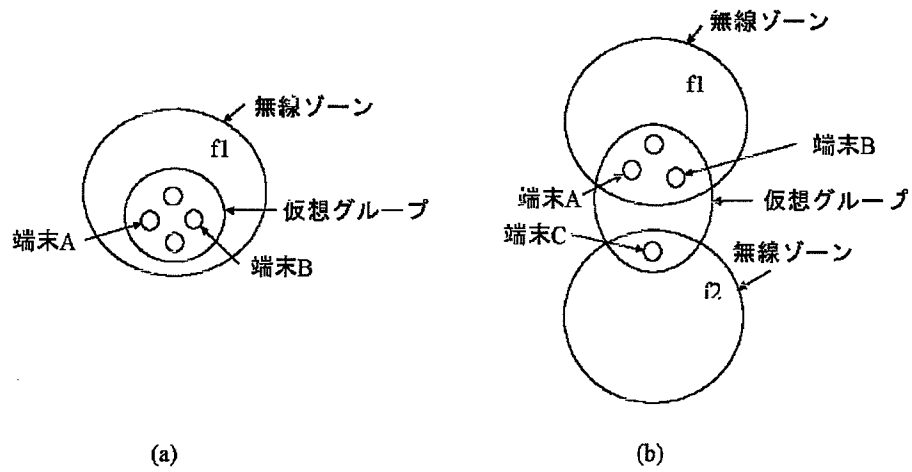 無線ゾーン
f1
仮想グループ
端末A
端末B
(a)
無線ゾーン
f1
端末B
端末A
仮想グループ
端末C
無線ゾーン
f2
(b)